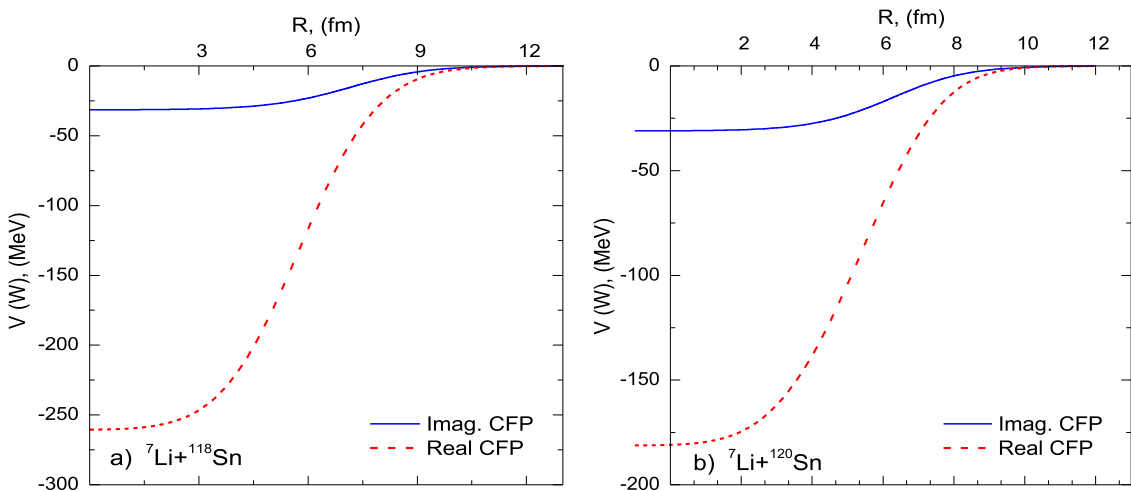 R, (fm)
3 6 9 12
0
-50
-100
-150
-200
-250
-300
V (W), (MeV)
Imag. CFP
Real CFP
a) ⁷Li+¹¹⁸Sn
R, (fm)
2 4 6 8 10 12
0
-50
-100
-150
-200
V (W), (MeV)
Imag. CFP
Real CFP
b) ⁷Li+¹²⁰Sn